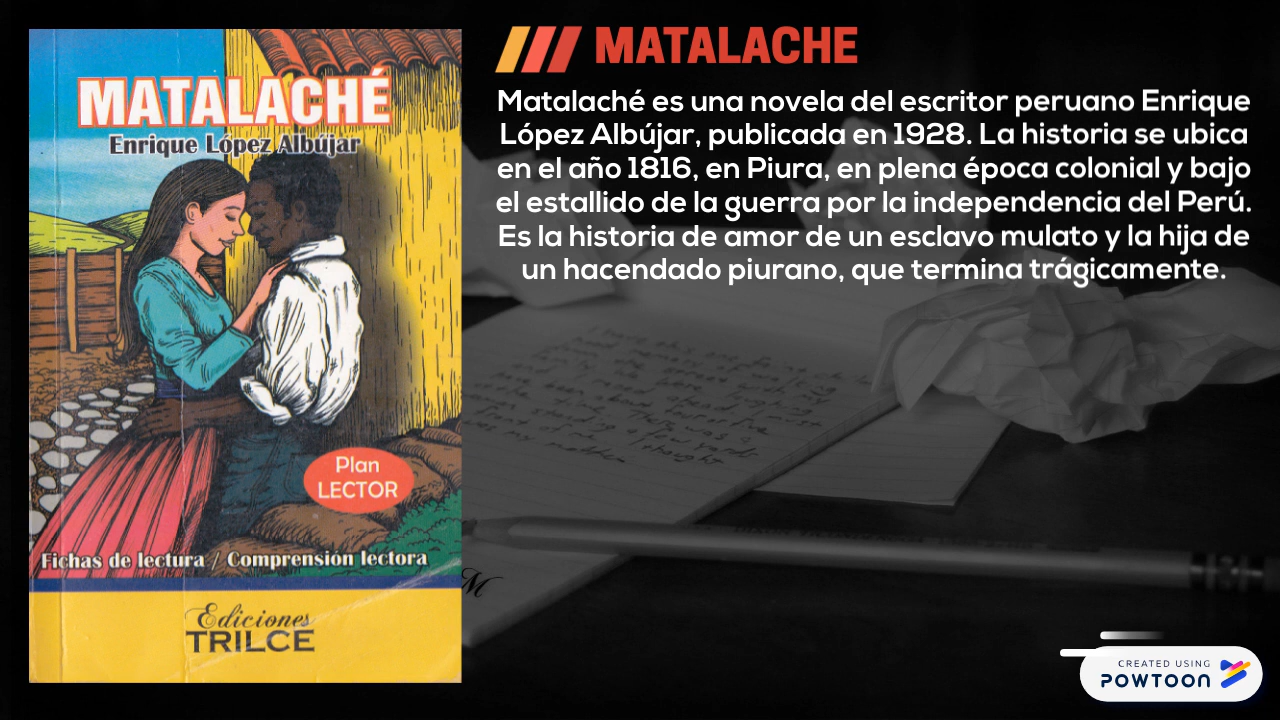 MATALACHÉ
Enrique López Albújar
Plan
LECTOR
Fichas de lectura / Comprensión lectora
Ediciones
TRILCE
MATALACHE
Matalaché es una novela del escritor peruano Enrique
López Albújar, publicada en 1928. La historia se ubica
en el año 1816, en Piura, en plena época colonial y bajo
el estallido de la guerra por la independencia del Perú.
Es la historia de amor de un esclavo mulato y la hija de
un hacendado piurano, que termina trágicamente.
M
CREATED USING
POWTOON